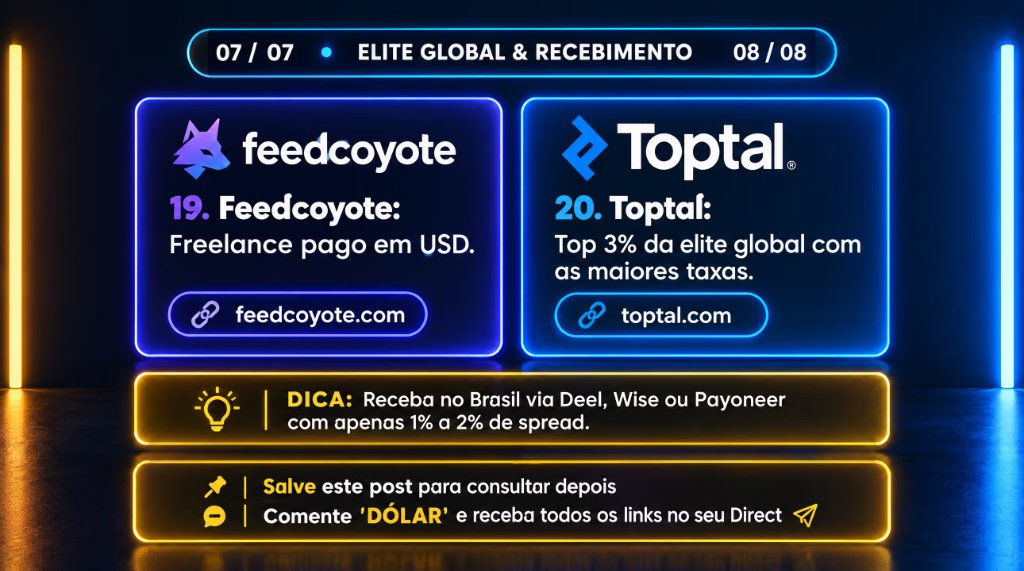 07 / 07 • ELITE GLOBAL & RECEBIMENTO 08 / 08
feedcoyote
19. Feedcoyote:
Freelance pago em USD.
feedcoyote.com
Toptal®
20. Toptal:
Top 3% da elite global com
as maiores taxas.
toptal.com
DICA: Receba no Brasil via Deel, Wise ou Payoneer
com apenas 1% a 2% de spread.
Salve este post para consultar depois
Comente 'DÓLAR' e receba todos os links no seu Direct